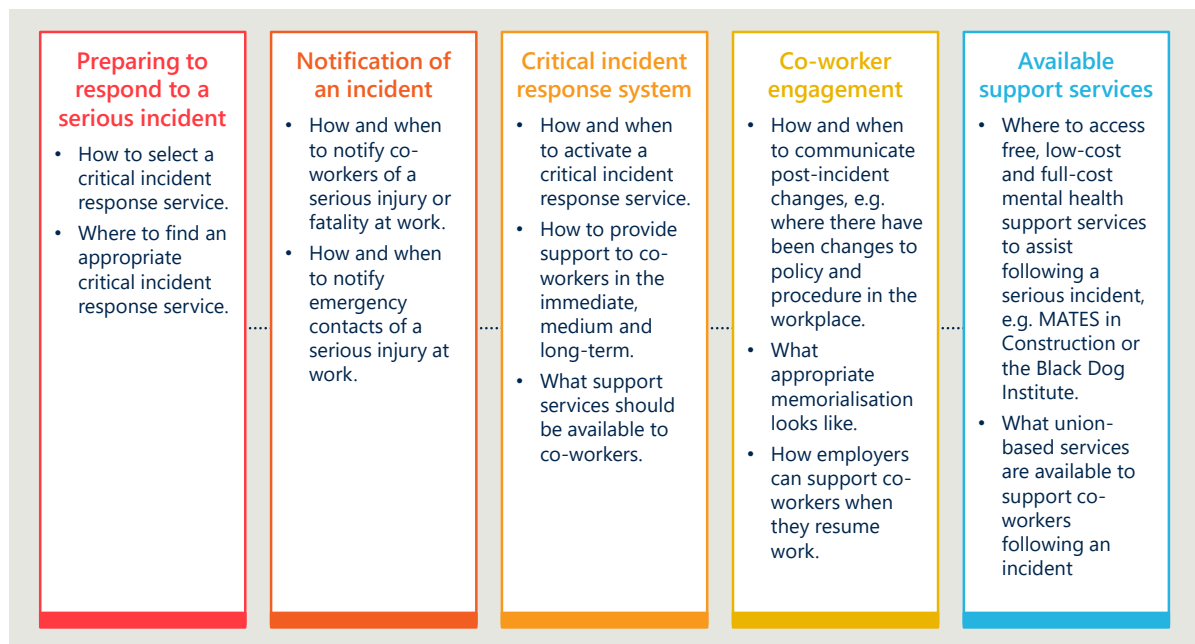 Preparing to
respond to a
serious incident
• How to select a
critical incident
response service.
• Where to find an
appropriate
critical incident
response service.
Notification of
an incident
• How and when
to notify co-
workers of a
serious injury or
fatality at work.
• How and when
to notify
emergency
contacts of a
serious injury at
work.
Critical incident
response system
• How and when
to activate a
critical incident
response service.
• How to provide
support to co-
workers in the
immediate,
medium and
long-term.
• What support
services should
be available to
co-workers.
Co-worker
engagement
• How and when
to communicate
post-incident
changes, e.g.
where there have
been changes to
policy and
procedure in the
workplace.
• What
appropriate
memorialisation
looks like.
• How employers
can support co-
workers when
they resume
work.
Available
support services
• Where to access
free, low-cost
and full-cost
mental health
support services
to assist
following a
serious incident,
e.g. MATES in
Construction or
the Black Dog
Institute.
• What union-
based services
are available to
support co-
workers
following an
incident